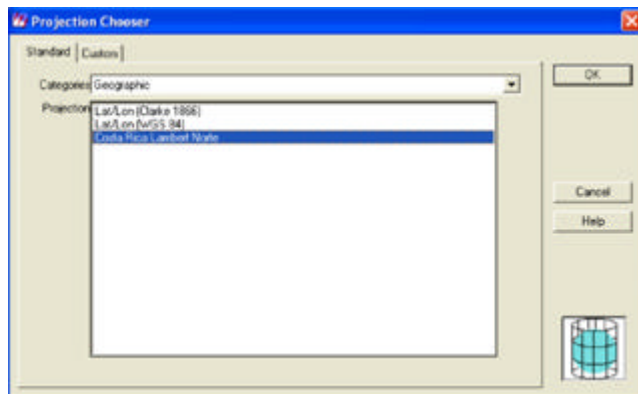 Projection Chooser
Standard
Custom
OK
Categories
Geographic
Projection
Lat/Lon (Clarke 1866)
Lat/Lon (WGS 84)
Costa Rica Lambert Norte
Cancel
Help